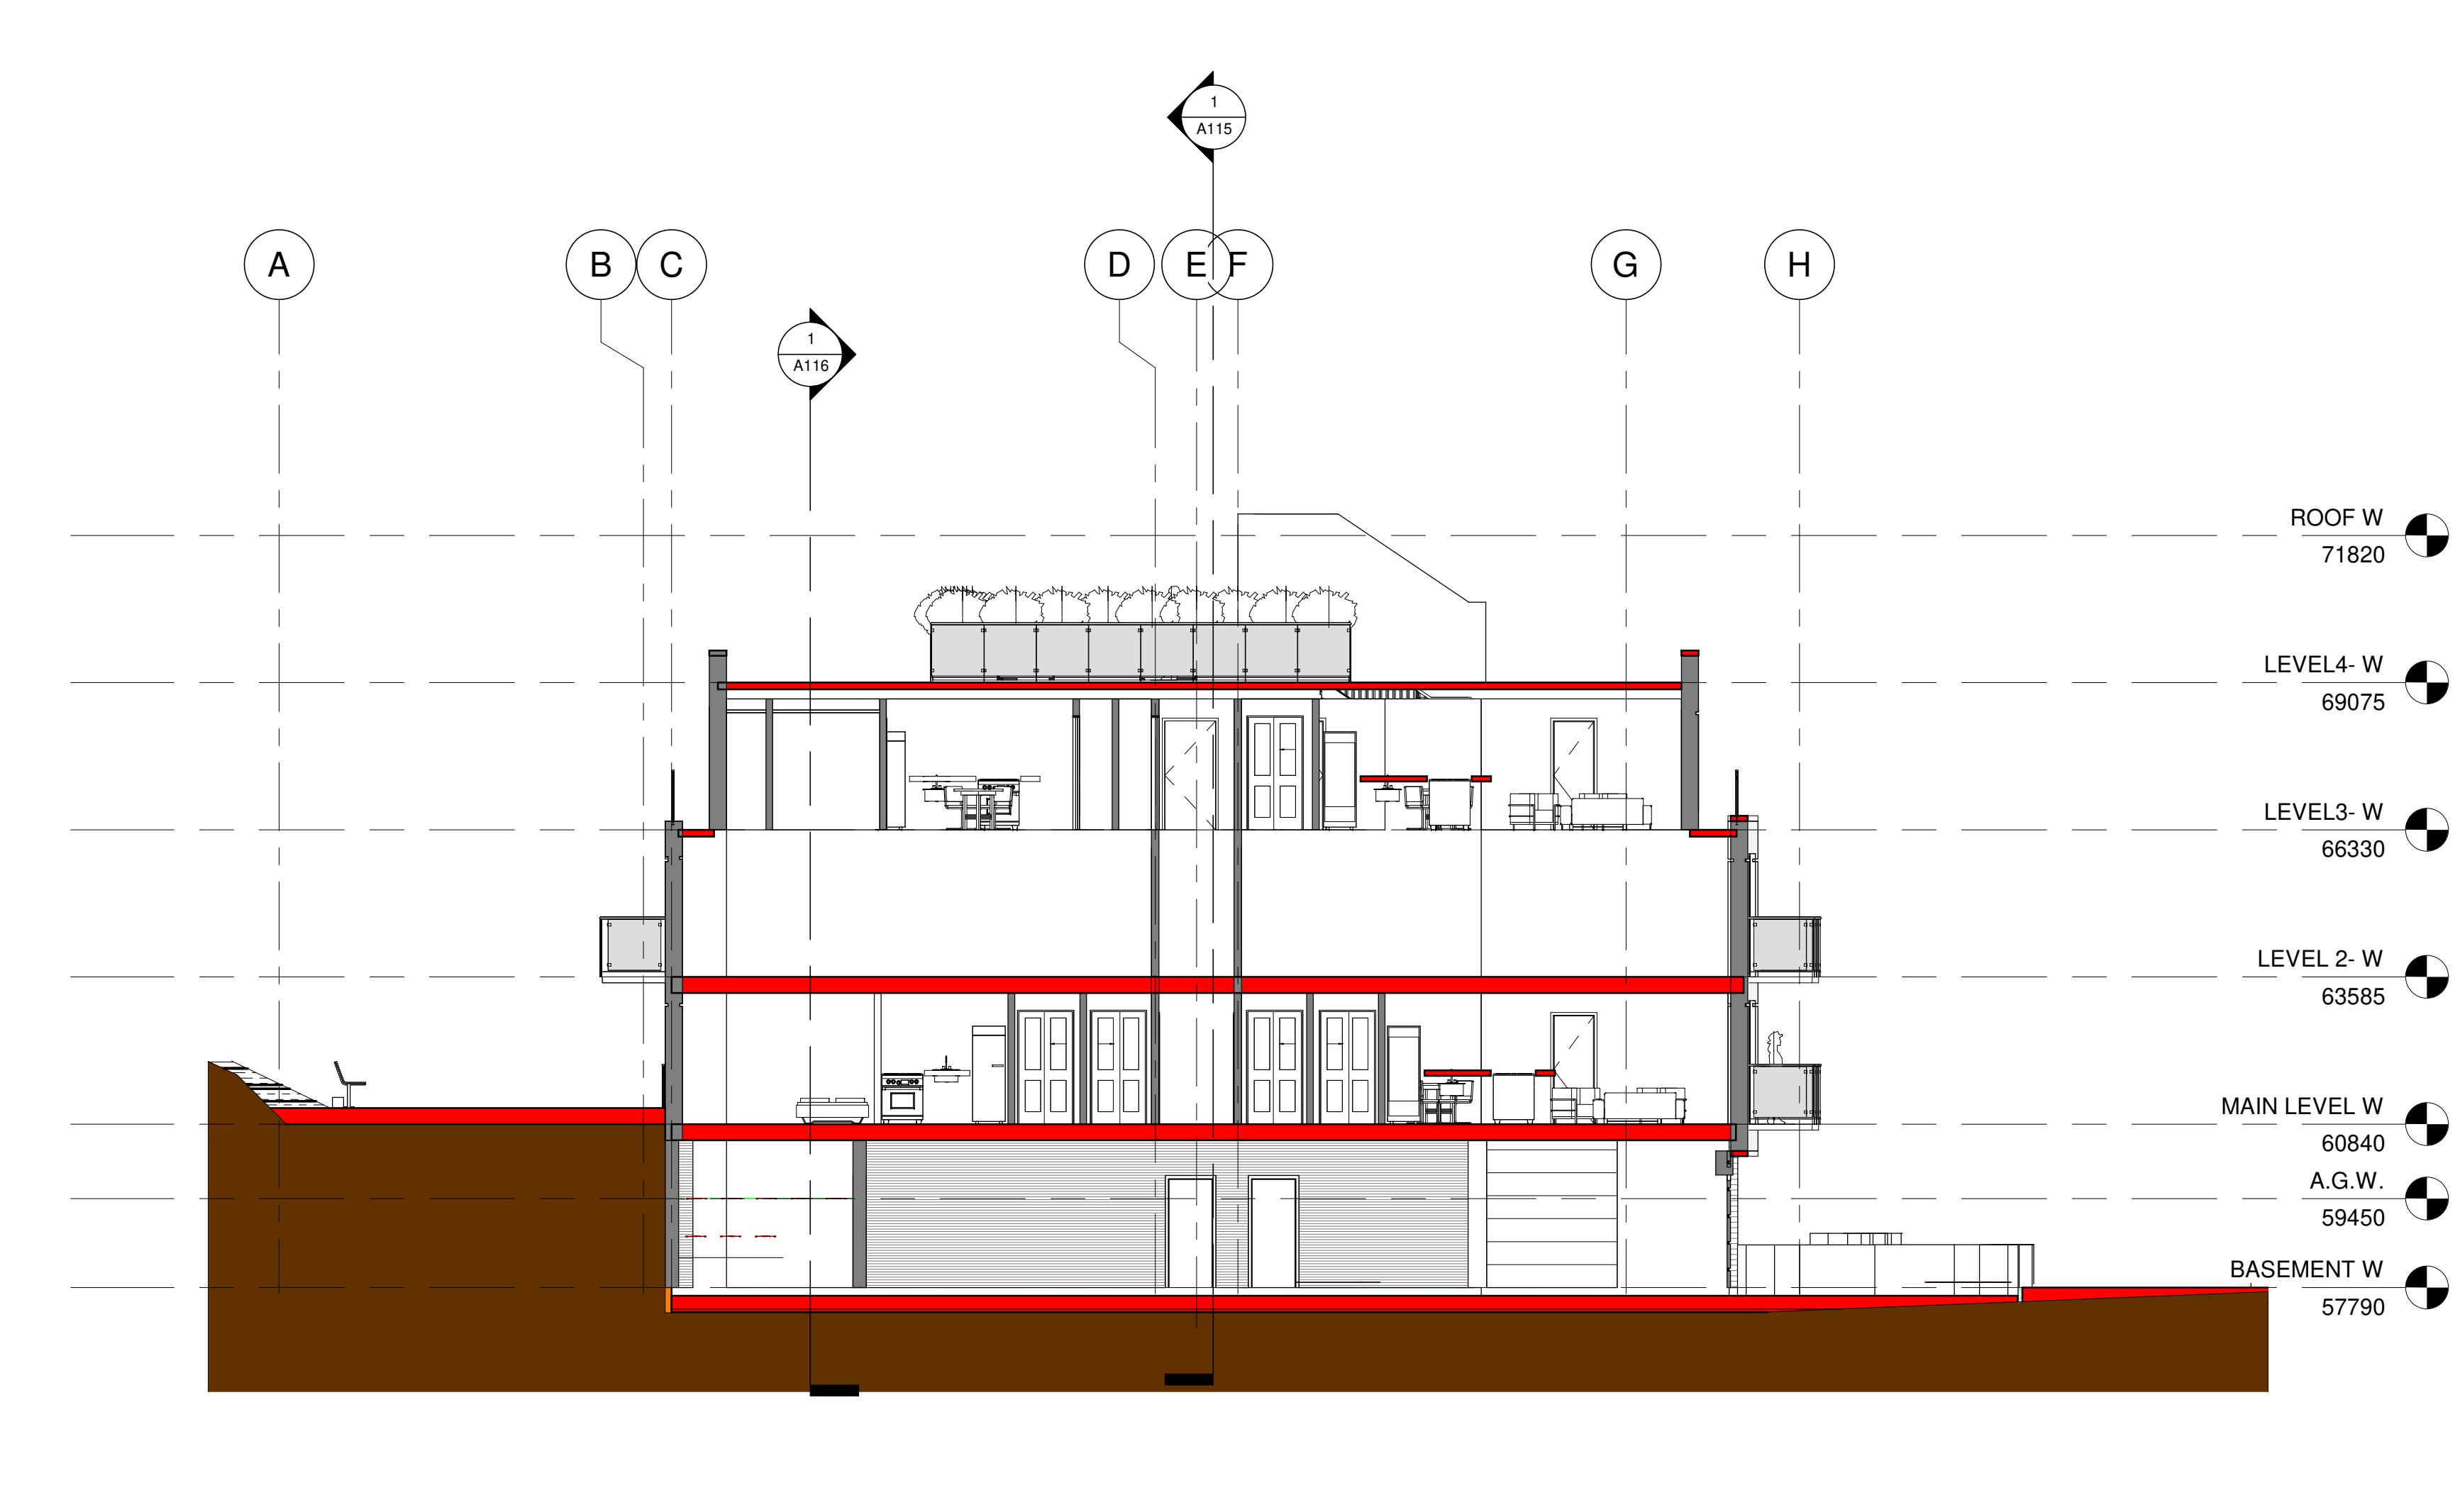 1
A115
A
B
C
D
E
F
G
H
1
A116
ROOF W
71820
LEVEL4- W
69075
LEVEL3- W
66330
LEVEL 2- W
63585
MAIN LEVEL W
60840
A.G.W.
59450
BASEMENT W
57790